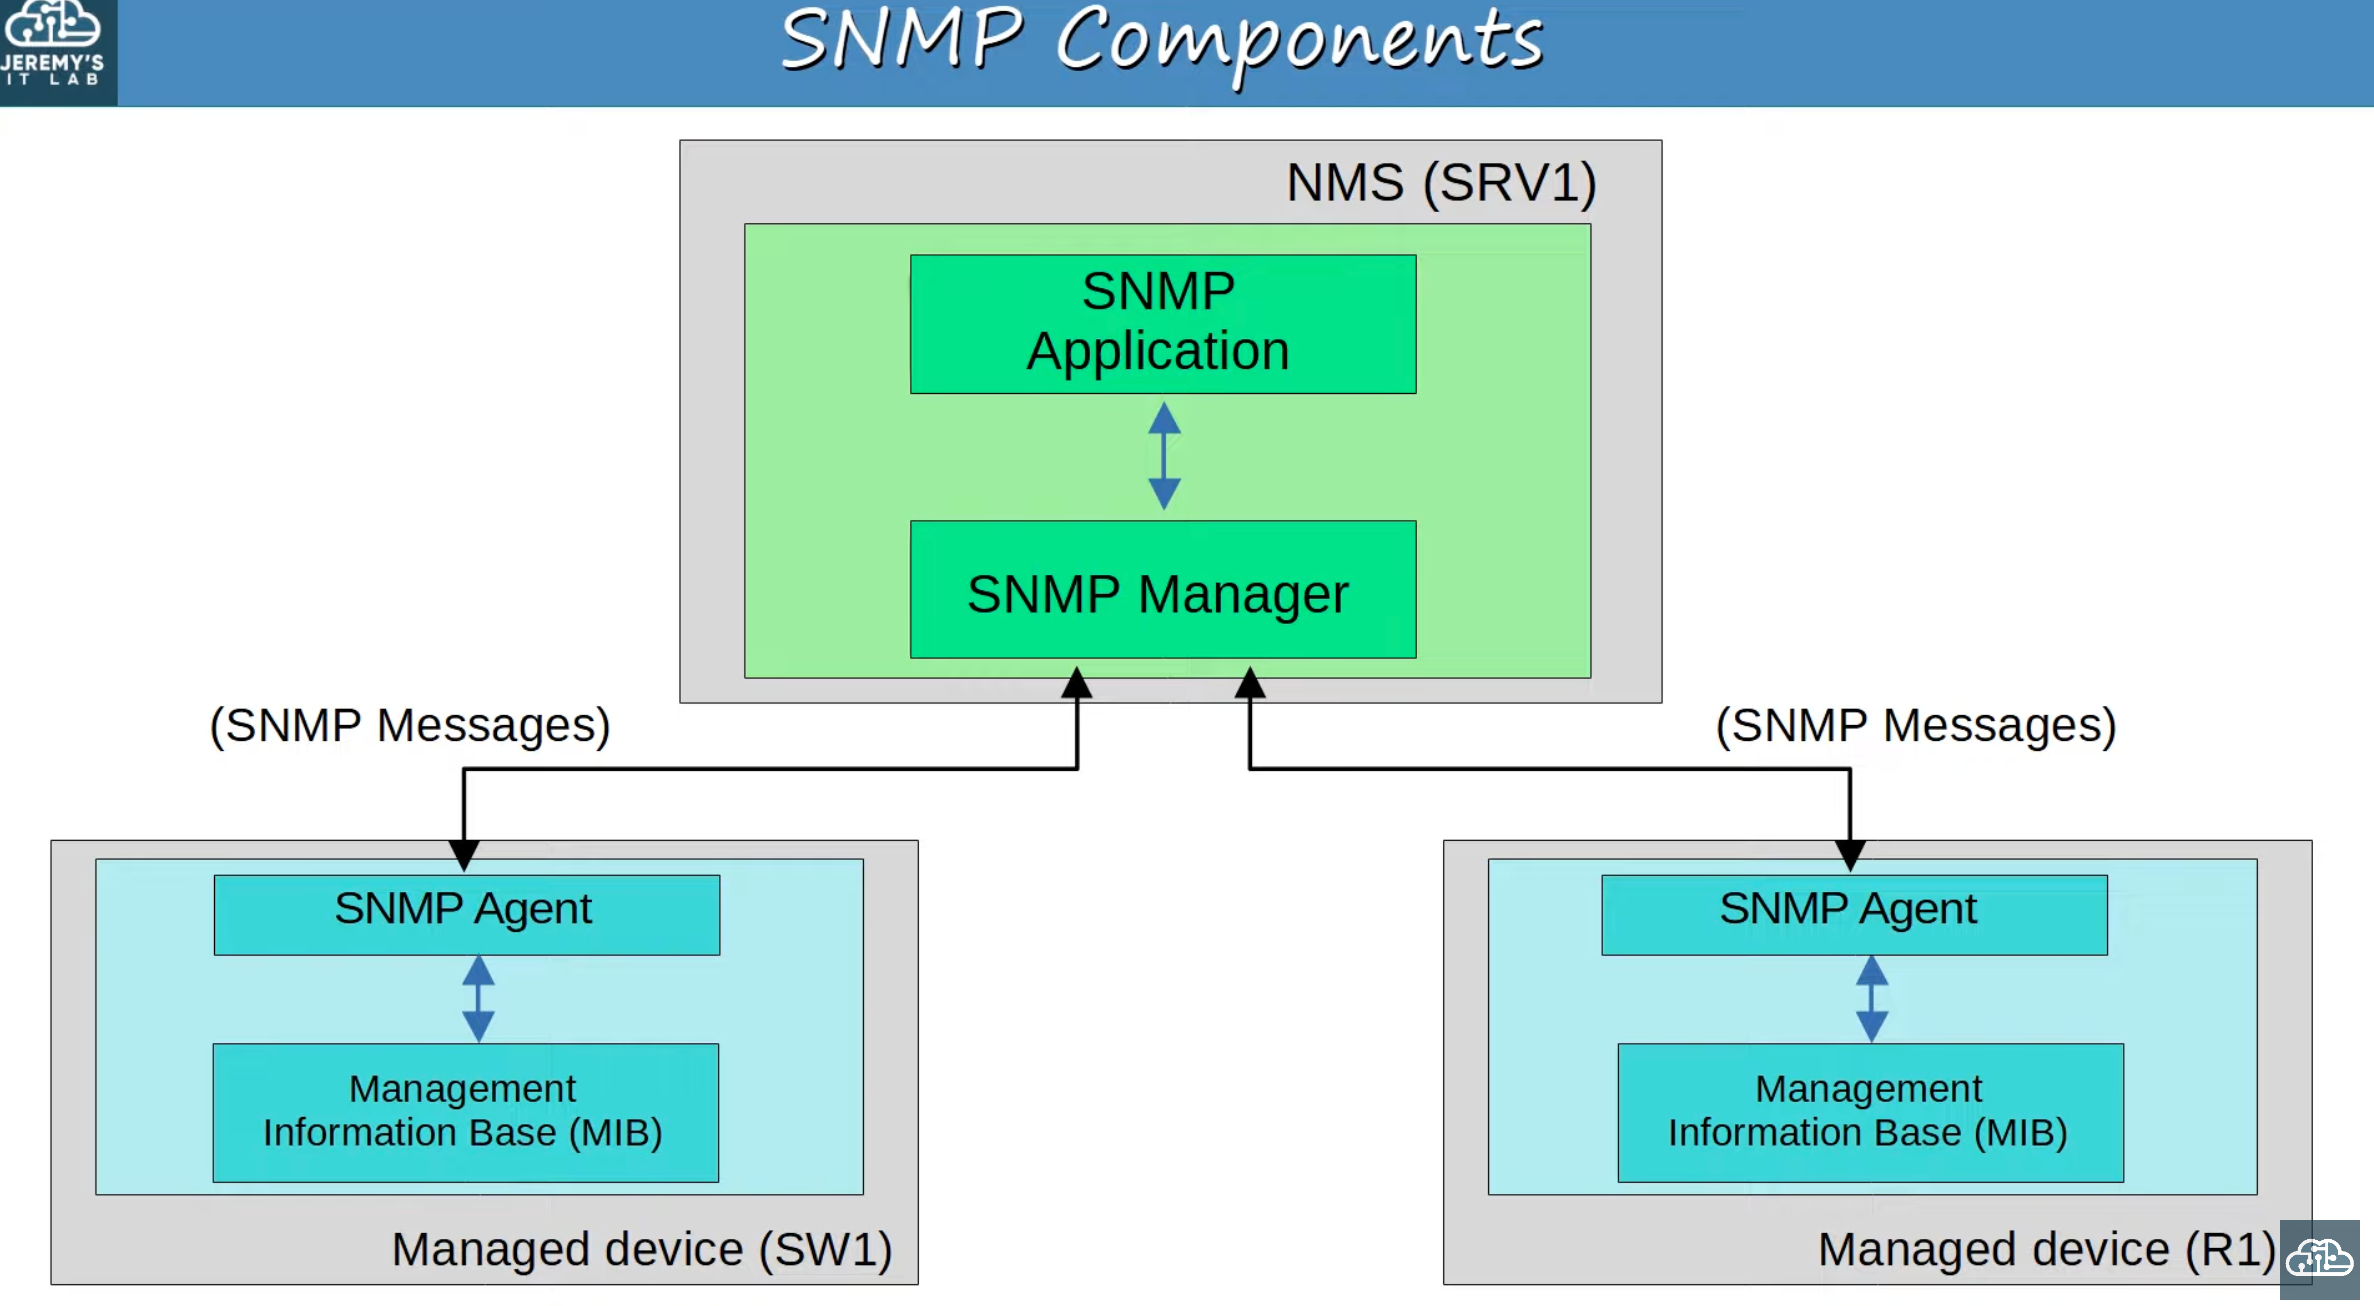 JEREMY'S
IT LAB
SNMP Components
NMS (SRV1)
SNMP
Application
SNMP Manager
(SNMP Messages)
(SNMP Messages)
SNMP Agent
Management
Information Base (MIB)
Managed device (SW1)
SNMP Agent
Management
Information Base (MIB)
Managed device (R1)